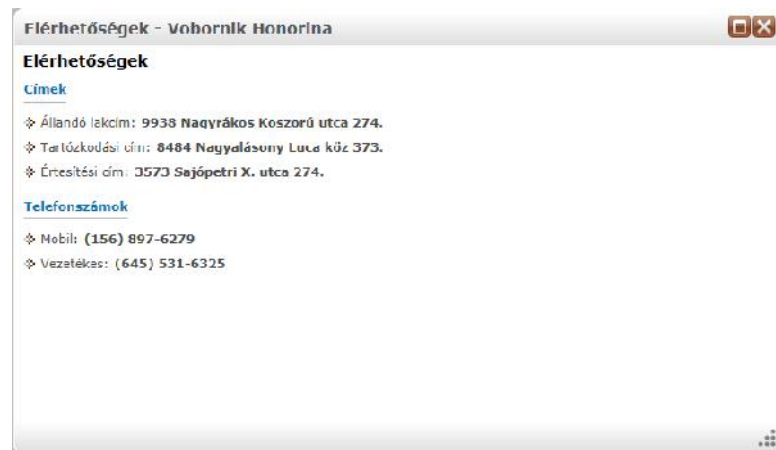 Elérhetőségek - Vobornik Honorina
Elérhetőségek
Címek
Állandó lakcím: 9938 Nagyrákos Koszorú utca 274.
Tartózkodási cím: 8484 Nagyalásony Luca köz 373.
Értesítési cím: 3573 Sajópetri X. utca 274.
Telefonszámok
Mobil: (156) 897-6279
Vezetékes: (645) 531-6325